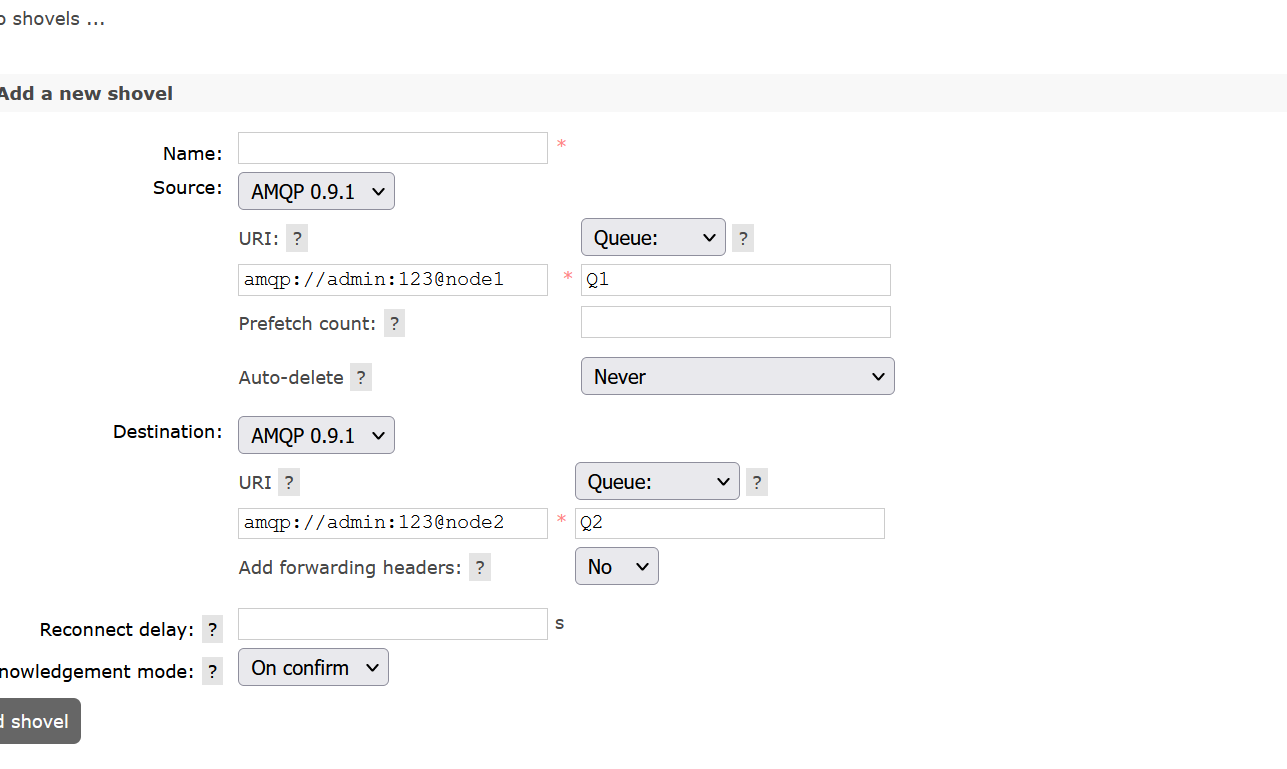 shovels ...
Add a new shovel
Name: *
Source: AMQP 0.9.1
URI: ? Queue: ?
amqp://admin:123@node1 * Q1
Prefetch count: ?
Auto-delete ? Never
Destination: AMQP 0.9.1
URI ? Queue: ?
amqp://admin:123@node2 * Q2
Add forwarding headers: ? No
Reconnect delay: ? s
nowledgement mode: ? On confirm
shovel